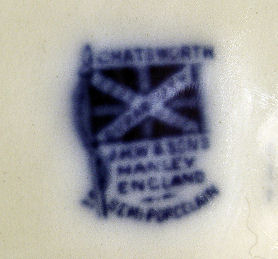 CHATSWORTH
J.H.W & SONS
HANLEY
ENGLAND
SEMI-PORCELAIN